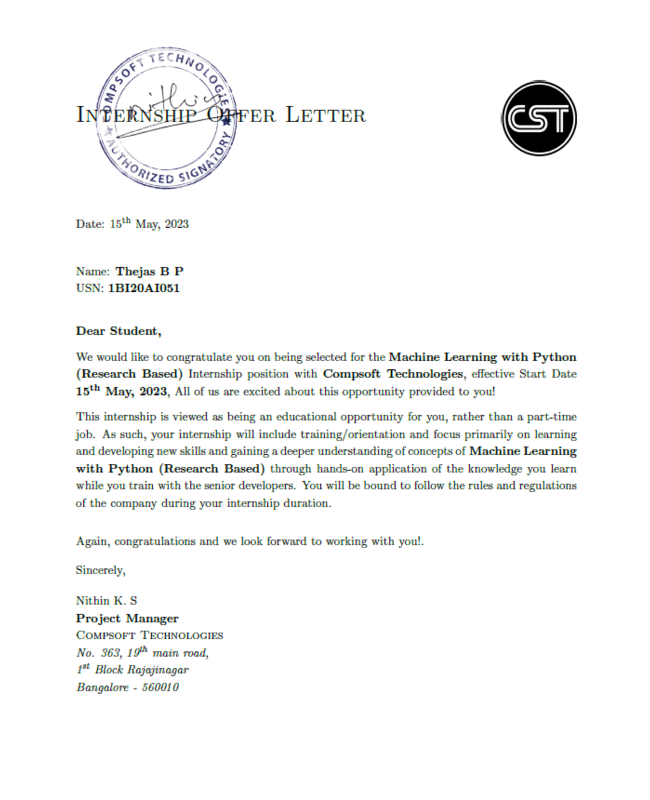 COMPSOFT TECHNOLOGIES
AUTHORIZED SIGNATORY
Nithin
INTERNSHIP OFFER LETTER
CST
Date: 15th May, 2023
Name: Thejas B P
USN: 1BI20AI051
Dear Student,
We would like to congratulate you on being selected for the Machine Learning with Python
(Research Based) Internship position with Compsoft Technologies, effective Start Date
15th May, 2023, All of us are excited about this opportunity provided to you!
This internship is viewed as being an educational opportunity for you, rather than a part-time
job. As such, your internship will include training/orientation and focus primarily on learning
and developing new skills and gaining a deeper understanding of concepts of Machine Learning
with Python (Research Based) through hands-on application of the knowledge you learn
while you train with the senior developers. You will be bound to follow the rules and regulations
of the company during your internship duration.
Again, congratulations and we look forward to working with you!.
Sincerely,
Nithin K. S
Project Manager
COMPSOFT TECHNOLOGIES
No. 363, 19th main road,
1st Block Rajajinagar
Bangalore - 560010